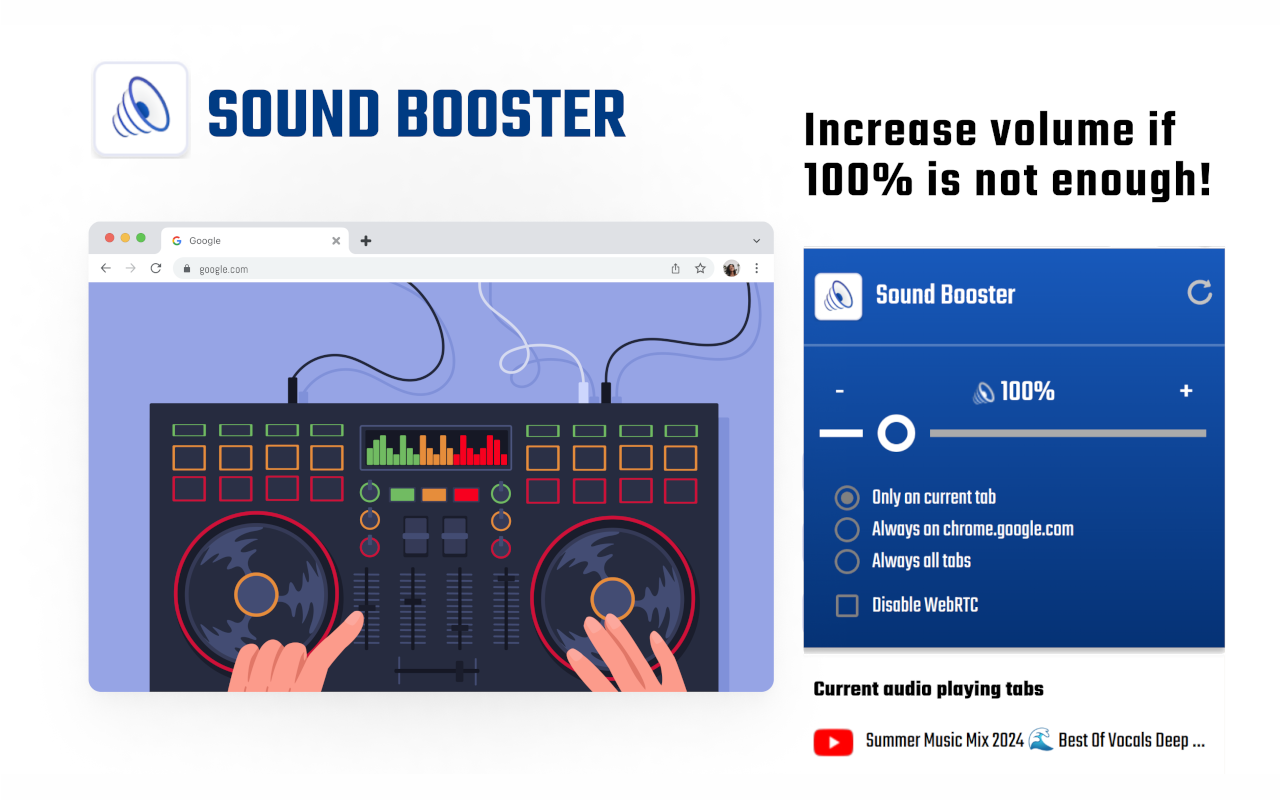 SOUND BOOSTER
Increase volume if
100% is not enough!
Google
google.com
Sound Booster
- 100% +
Only on current tab
Always on chrome.google.com
Always all tabs
Disable WebRTC
Current audio playing tabs
Summer Music Mix 2024 🌊 Best Of Vocals Deep ...